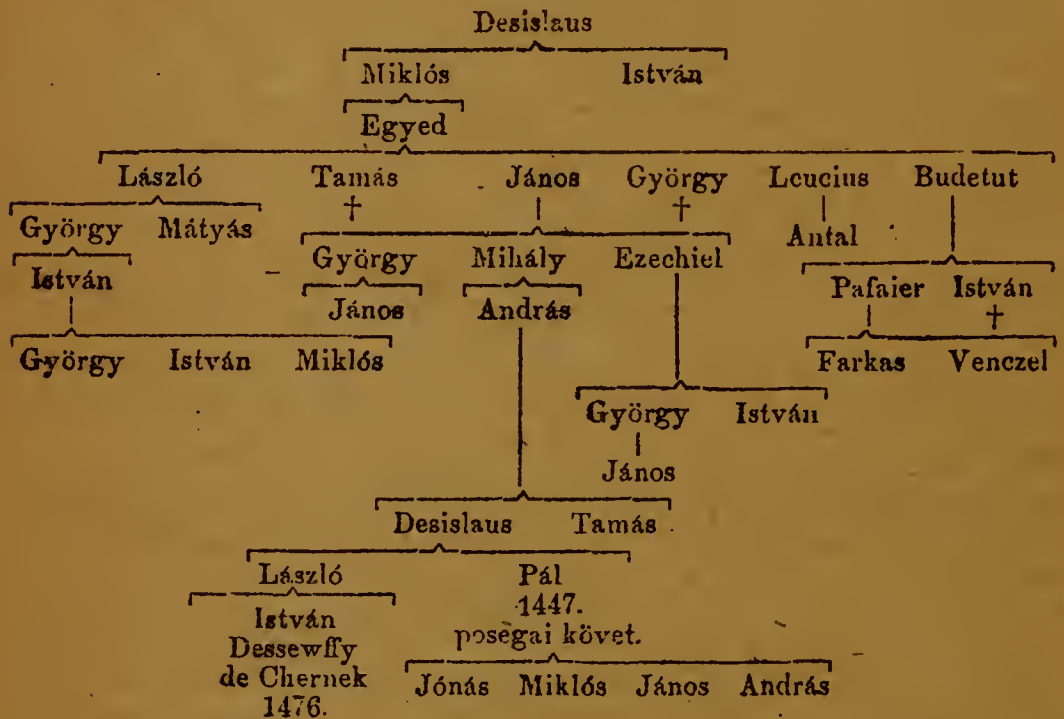 Desislaus
Miklós István
Egyed
László Tamás János György Leucius Budetut
† †
György Mátyás Antal
György Mihály Ezechiel
István Pafaier István
János András †
György István Miklós Farkas Venczel
György István
János
Desislaus Tamás
László Pál
István 1447.
Dessewffy posegai követ.
de Chernek Jónás Miklós János András
1476.